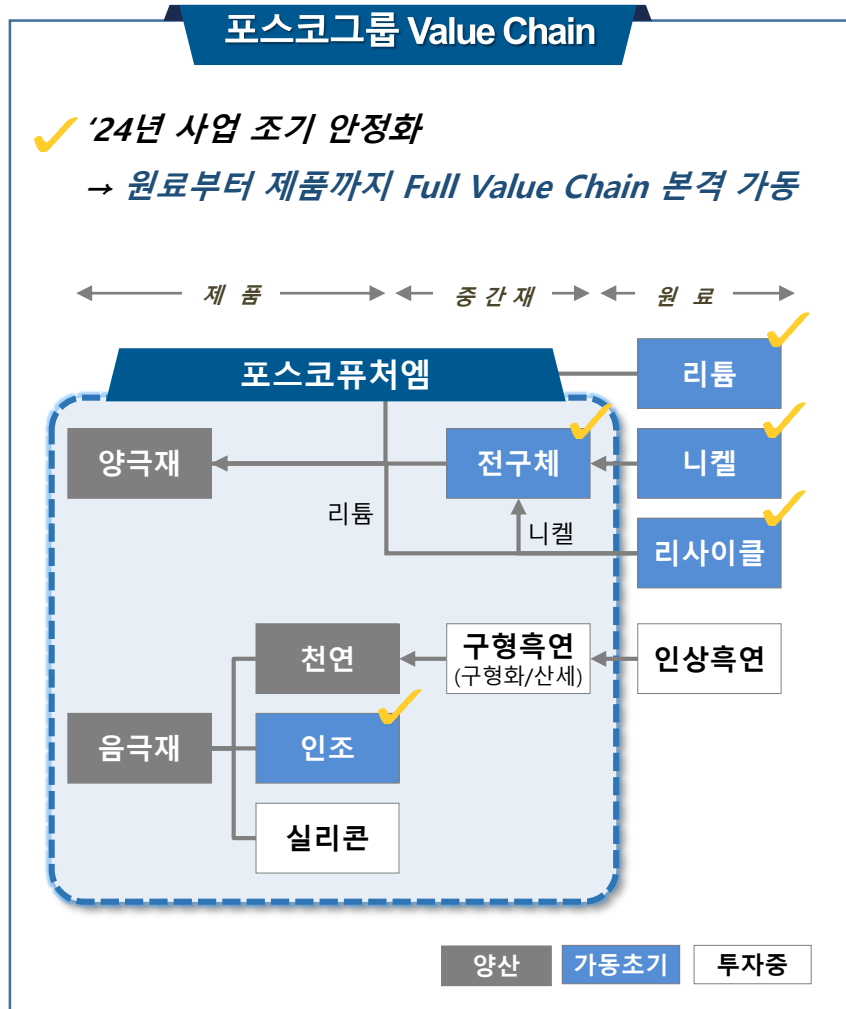 포스코그룹 Value Chain
‘24년 사업 조기 안정화
→ 원료부터 제품까지 Full Value Chain 본격 가동
제 품
중 간 재
원 료
포스코퓨처엠
리튬
양극재
전구체
니켈
리튬
니켈
리사이클
천연
구형흑연
(구형화/산세)
인상흑연
음극재
인조
실리콘
양산
가동초기
투자중